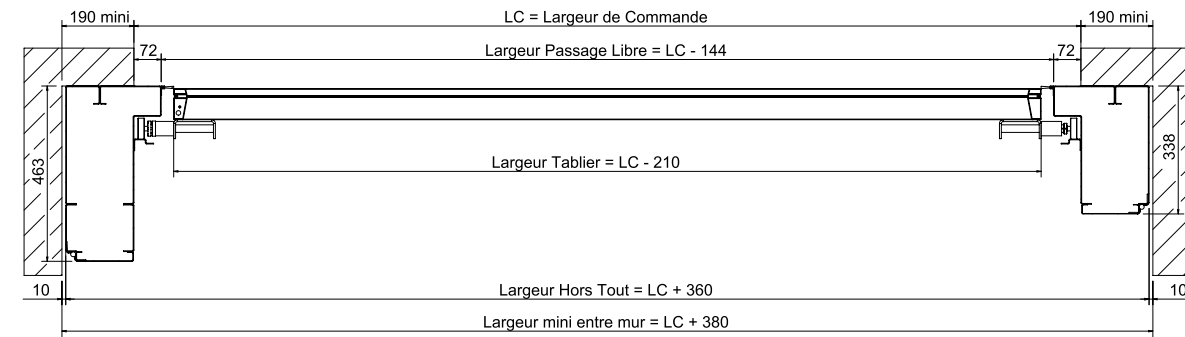 190 mini
LC = Largeur de Commande
190 mini
72
Largeur Passage Libre = LC - 144
72
463
338
Largeur Tablier = LC - 210
10
Largeur Hors Tout = LC + 360
10
Largeur mini entre mur = LC + 380